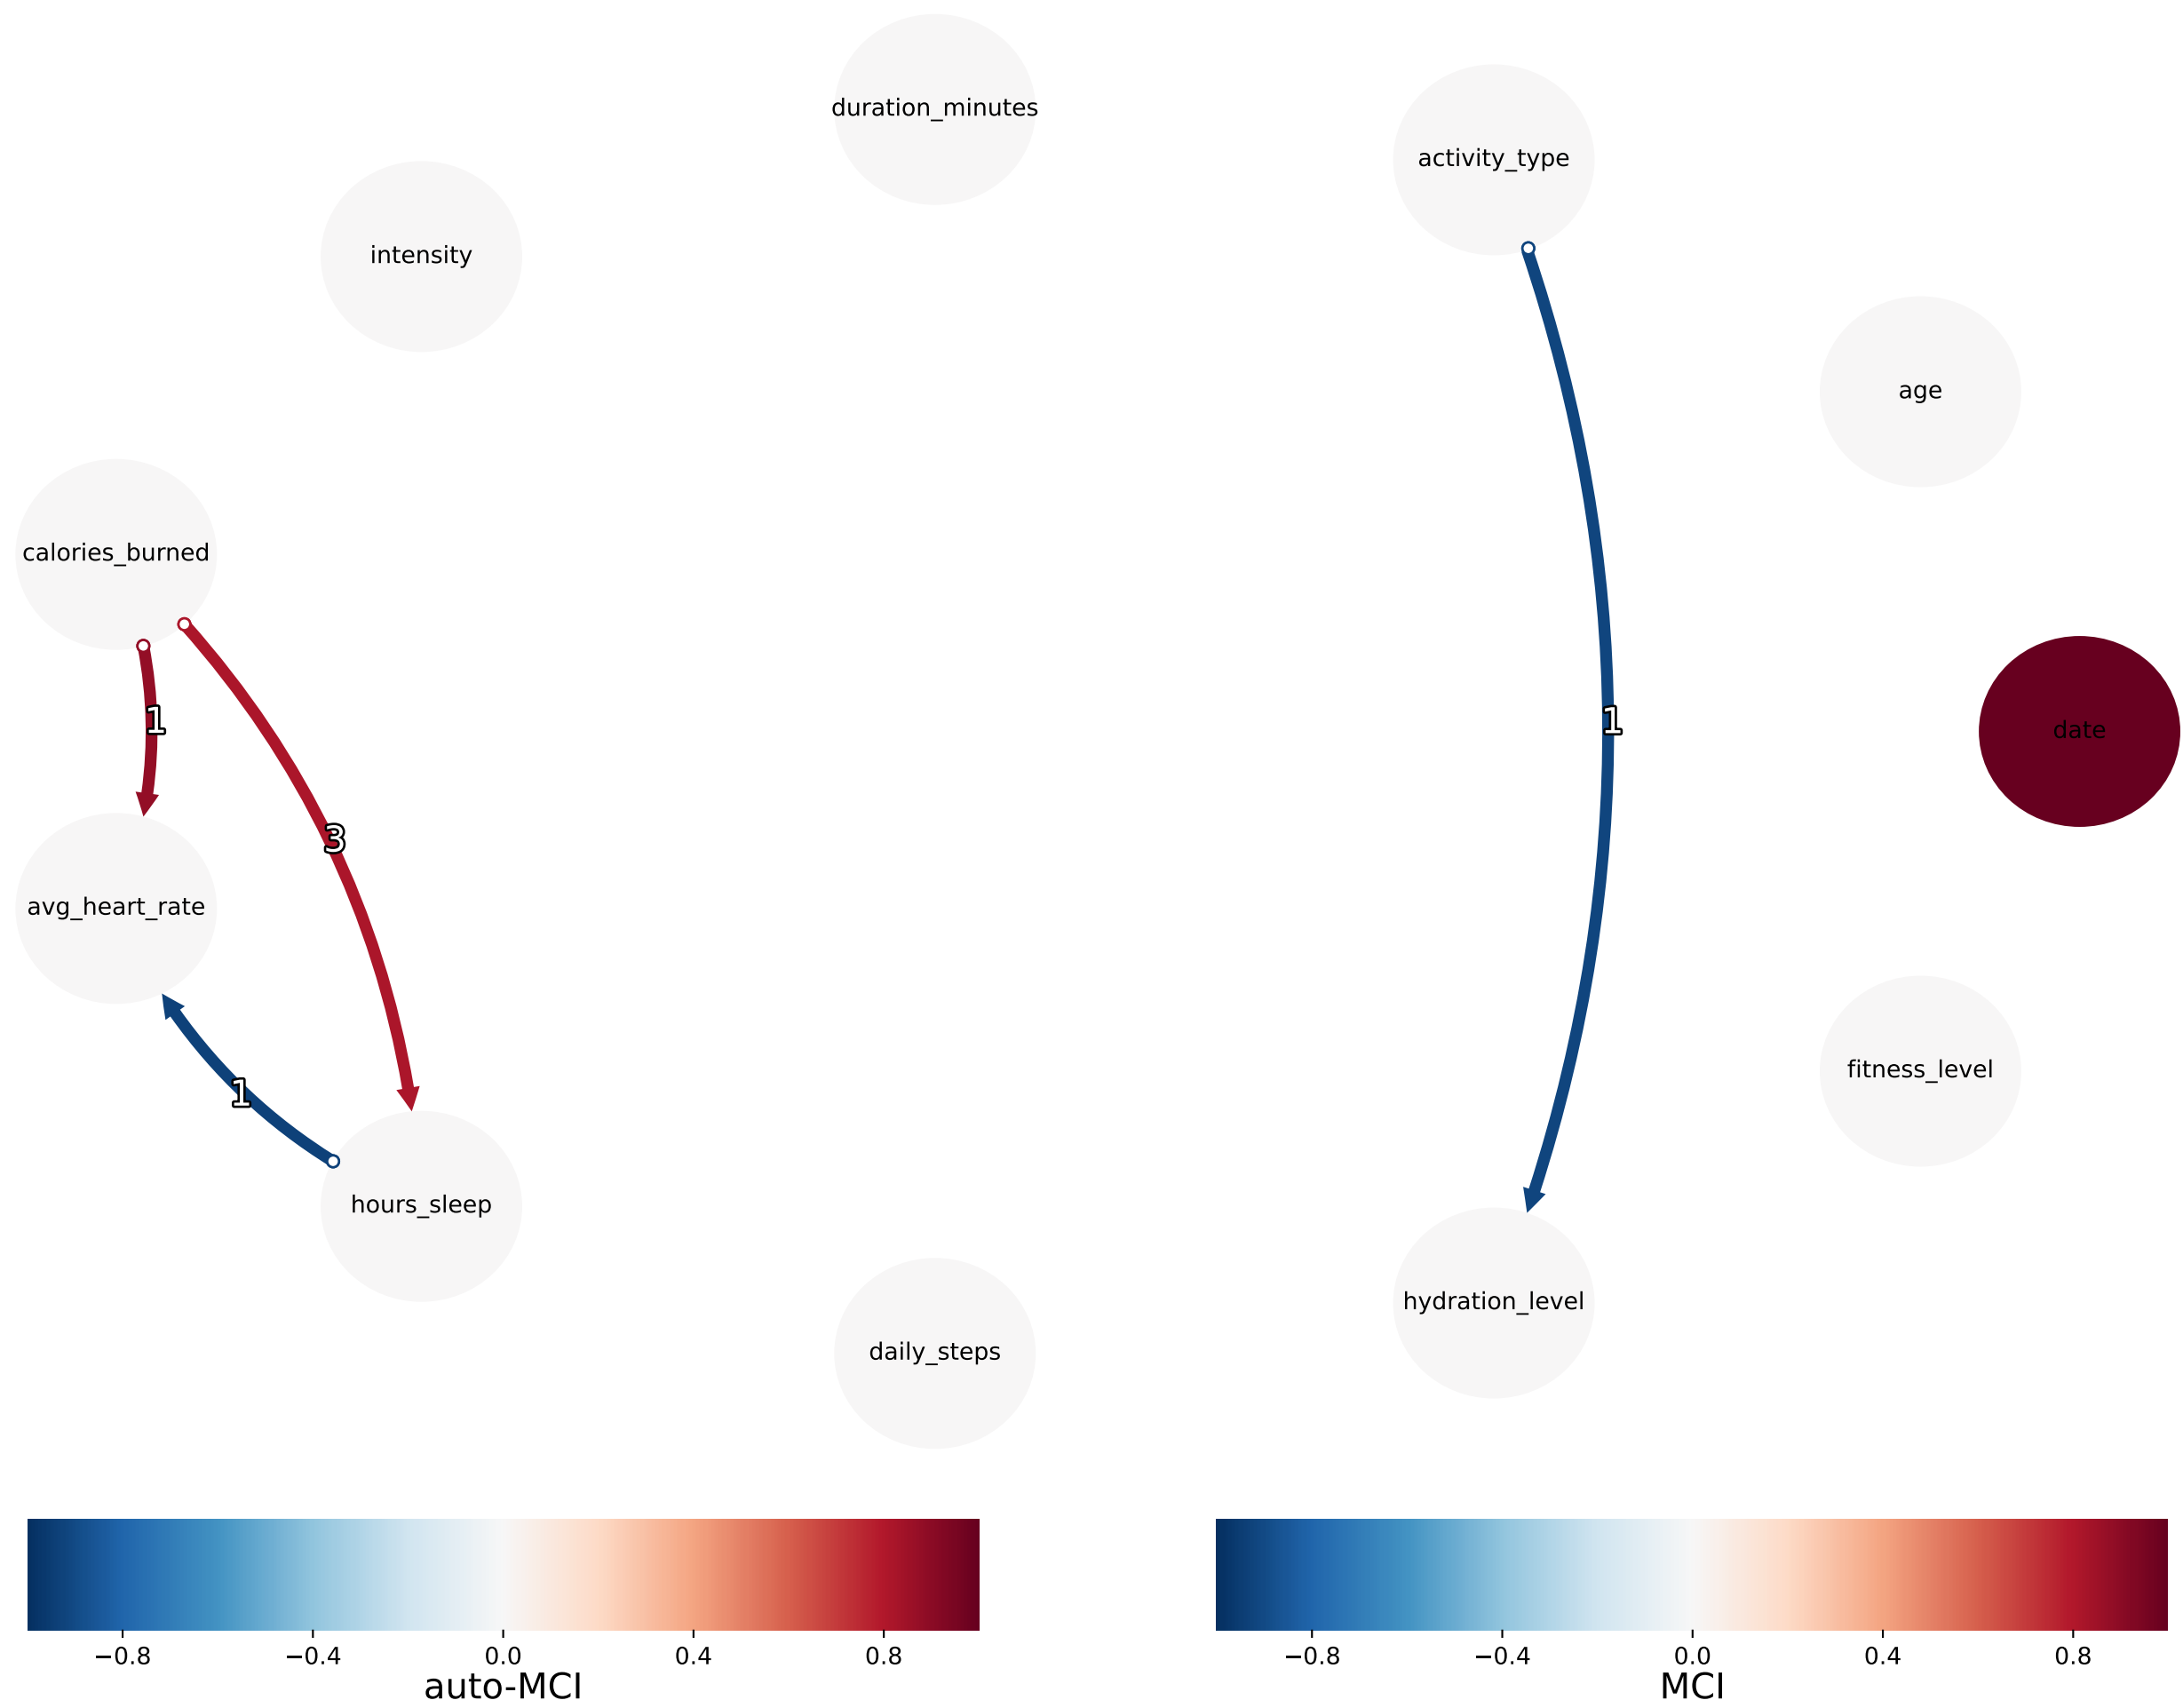 duration_minutes
activity_type
intensity
age
calories_burned
1
1
date
3
avg_heart_rate
fitness_level
1
hours_sleep
hydration_level
daily_steps
−0.8 −0.4 0.0 0.4 0.8
auto-MCI
−0.8 −0.4 0.0 0.4 0.8
MCI